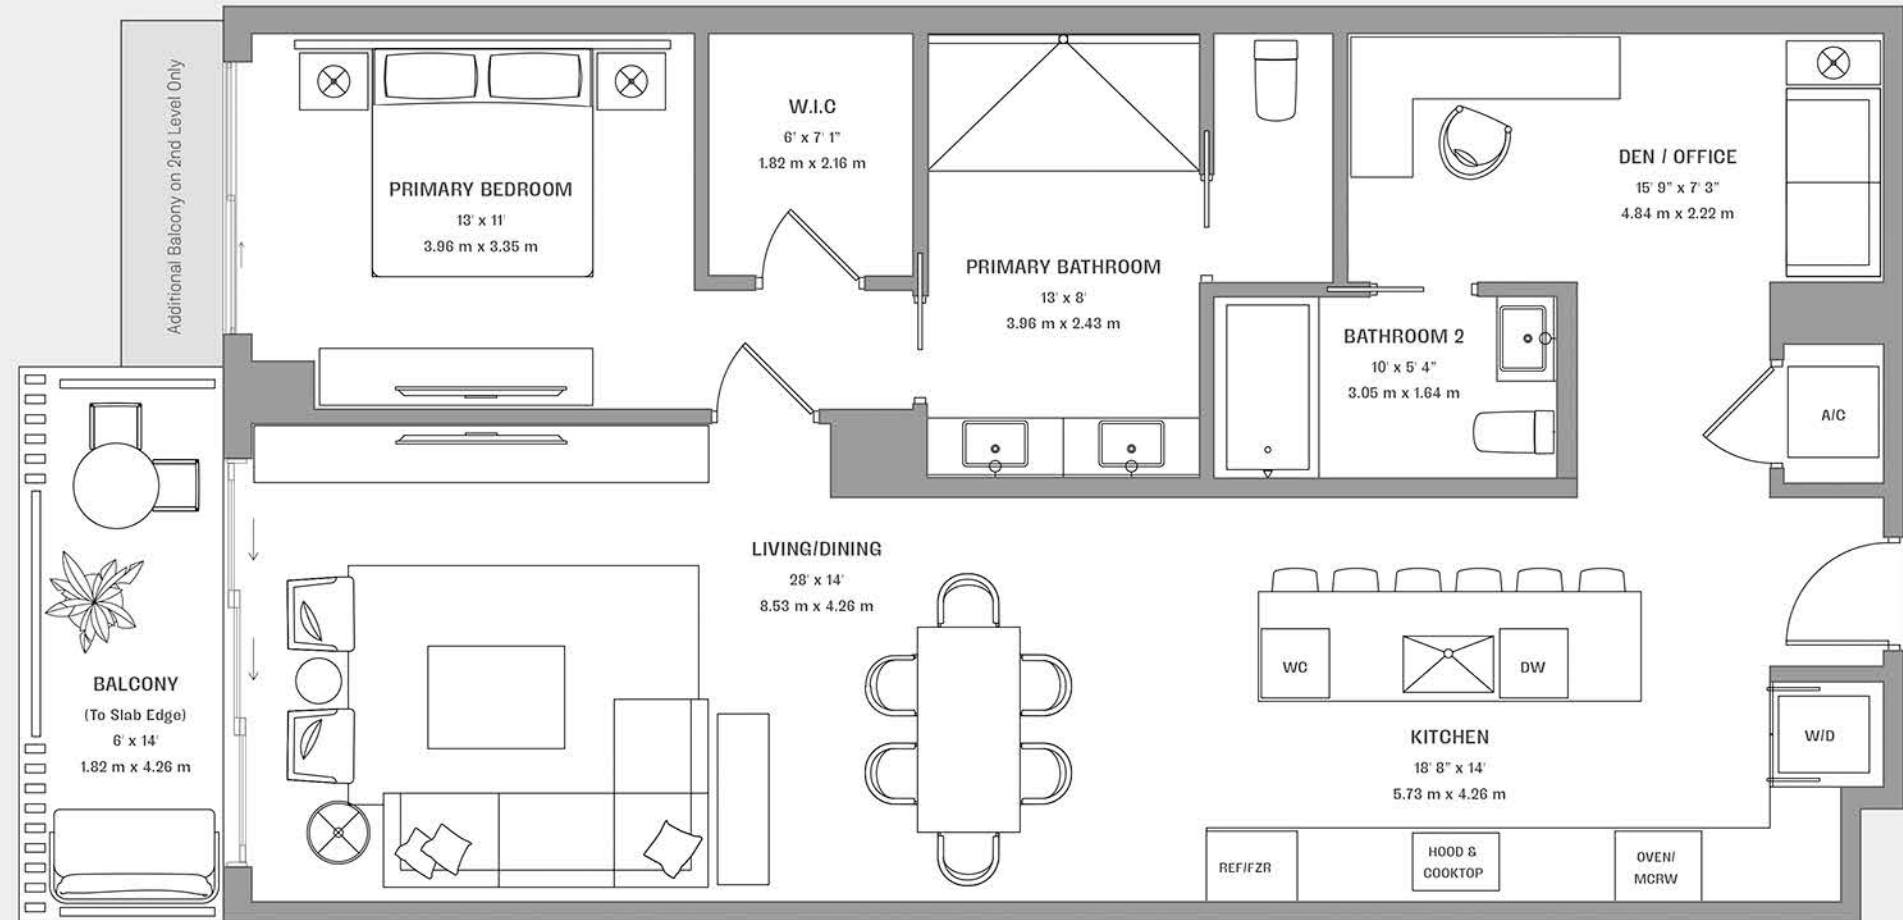 Additional Balcony on 2nd Level Only
PRIMARY BEDROOM
13' x 11'
3.96 m x 3.35 m
W.I.C
6' x 7' 1"
1.82 m x 2.16 m
PRIMARY BATHROOM
13' x 8'
3.96 m x 2.43 m
DEN / OFFICE
15' 9" x 7' 3"
4.84 m x 2.22 m
BATHROOM 2
10' x 5' 4"
3.05 m x 1.64 m
A/C
LIVING/DINING
28' x 14'
8.53 m x 4.26 m
BALCONY
(To Slab Edge)
6' x 14'
1.82 m x 4.26 m
WC
DW
KITCHEN
18' 8" x 14'
5.73 m x 4.26 m
W/D
REF/FZR
HOOD &
COOKTOP
OVEN/
MCRW